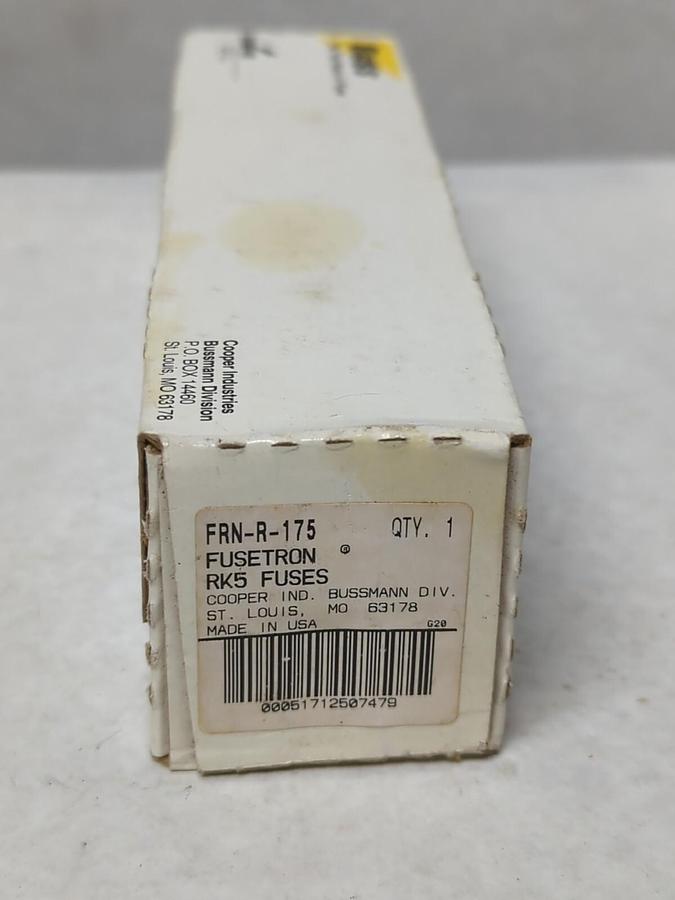 Cooper Industries
Bussmann Division
P.O. BOX 14460
St. Louis, MO 63178
FRN-R-175 QTY. 1
FUSETRON ®
RK5 FUSES
COOPER IND. BUSSMANN DIV.
ST. LOUIS, MO 63178
MADE IN USA G20
00051712507479